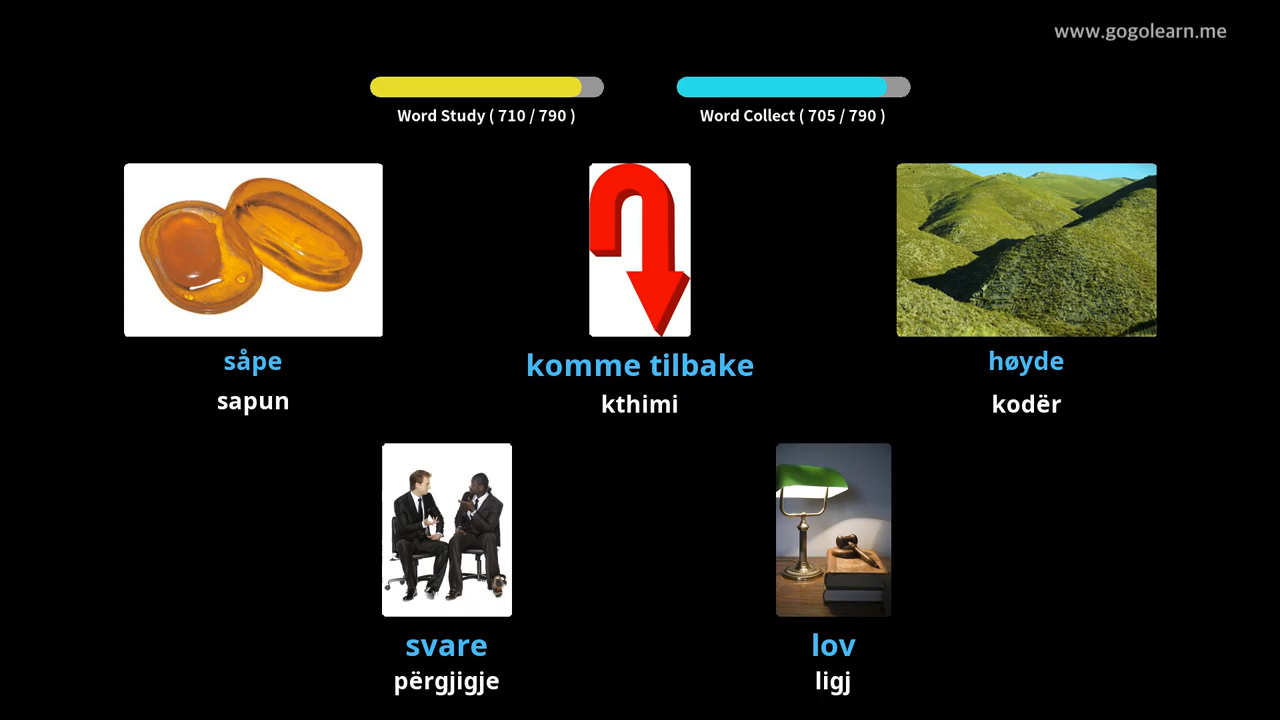 www.gogolearn.me
Word Study ( 710 / 790 )
Word Collect ( 705 / 790 )
såpe
sapun
komme tilbake
kthimi
høyde
kodër
svare
përgjigje
lov
ligj